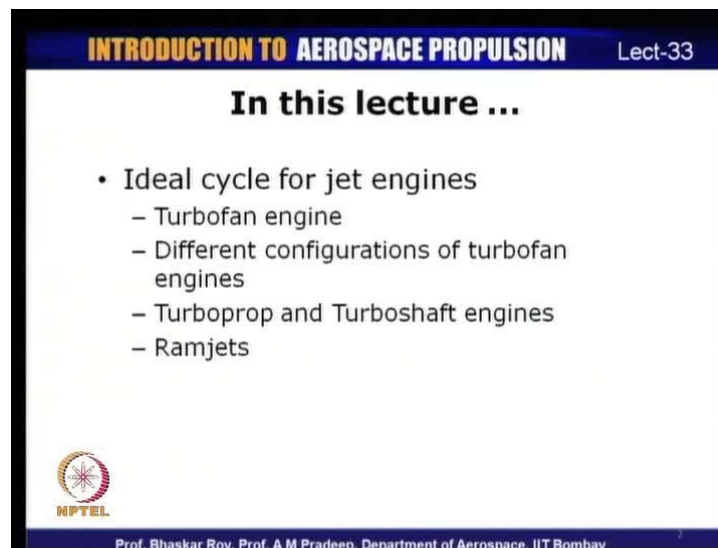 INTRODUCTION TO AEROSPACE PROPULSION Lect-33
In this lecture ...
• Ideal cycle for jet engines
– Turbofan engine
– Different configurations of turbofan
engines
– Turboprop and Turboshaft engines
– Ramjets
NPTEL
Prof. Bhaskar Roy, Prof. A M Pradeep, Department of Aerospace, IIT Bombay
2